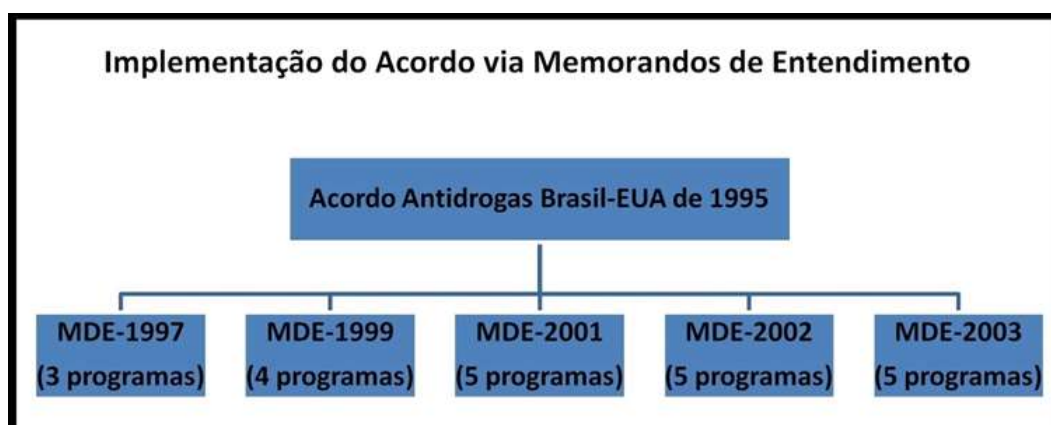 Implementação do Acordo via Memorandos de Entendimento
Acordo Antidrogas Brasil-EUA de 1995
MDE-1997
(3 programas)
MDE-1999
(4 programas)
MDE-2001
(5 programas)
MDE-2002
(5 programas)
MDE-2003
(5 programas)